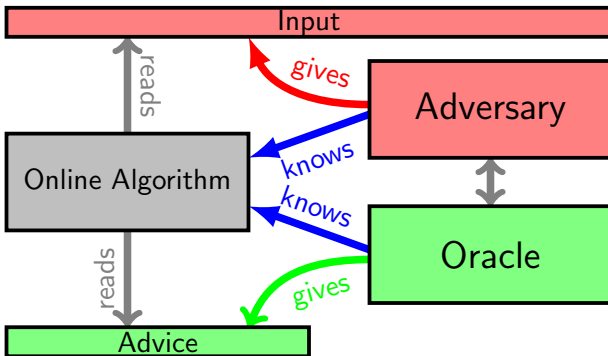 Input
gives
reads
Adversary
knows
Online Algorithm
knows
Oracle
reads
gives
Advice